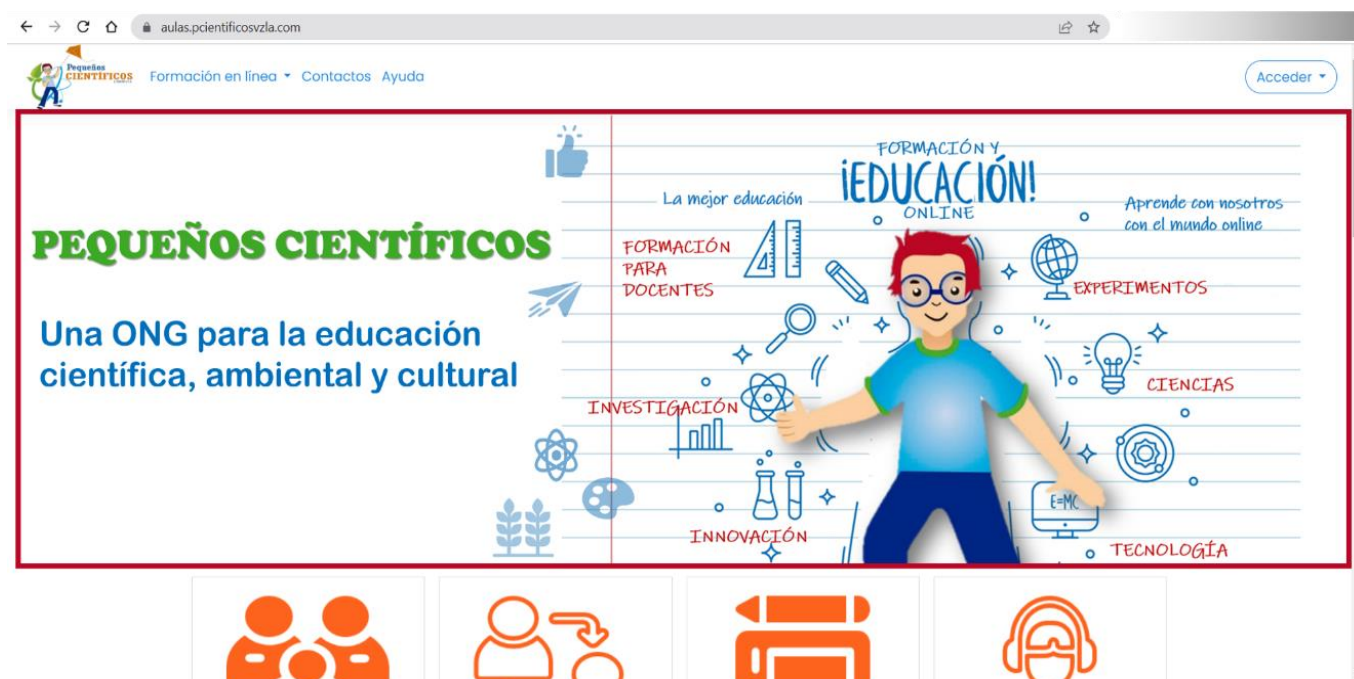 aulas.pcientificosvzla.com
Pequeños
CIENTÍFICOS
Formación en línea Contactos Ayuda
Acceder
PEQUEÑOS CIENTÍFICOS
Una ONG para la educación
científica, ambiental y cultural
FORMACIÓN Y
¡EDUCACIÓN!
ONLINE
La mejor educación
Aprende con nosotros
con el mundo online
FORMACIÓN
PARA
DOCENTES
EXPERIMENTOS
CIENCIAS
INVESTIGACIÓN
E=MC
INNOVACIÓN
TECNOLOGÍA